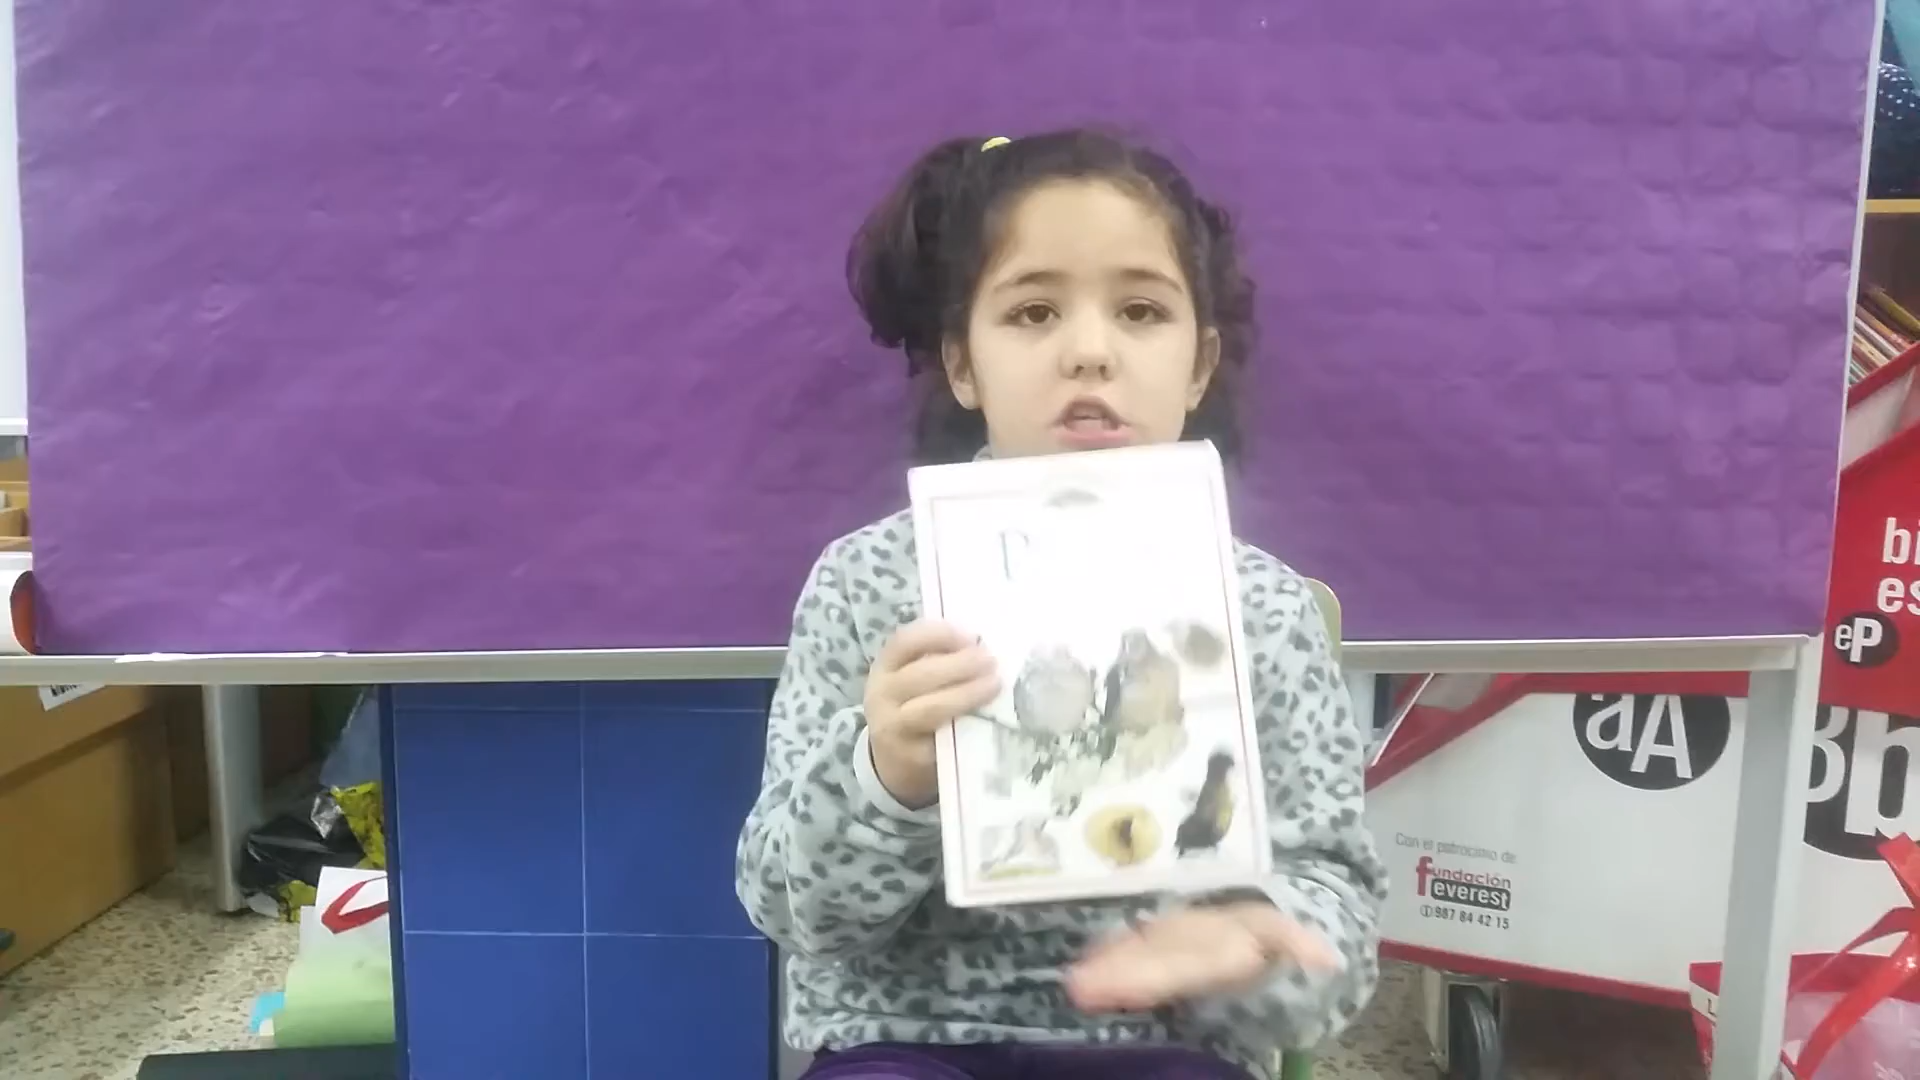 P
bi
es
eP
aA
Bb
Con el patrocinio de
fundación
everest
987 84 42 15